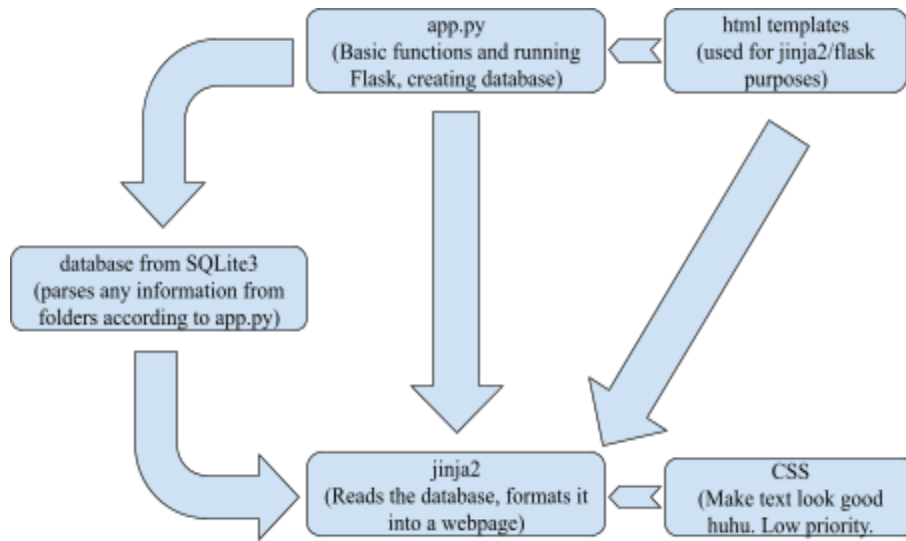 app.py
(Basic functions and running
Flask, creating database)
html templates
(used for jinja2/flask
purposes)
database from SQLite3
(parses any information from
folders according to app.py)
jinja2
(Reads the database, formats it
into a webpage)
CSS
(Make text look good
huhu. Low priority.